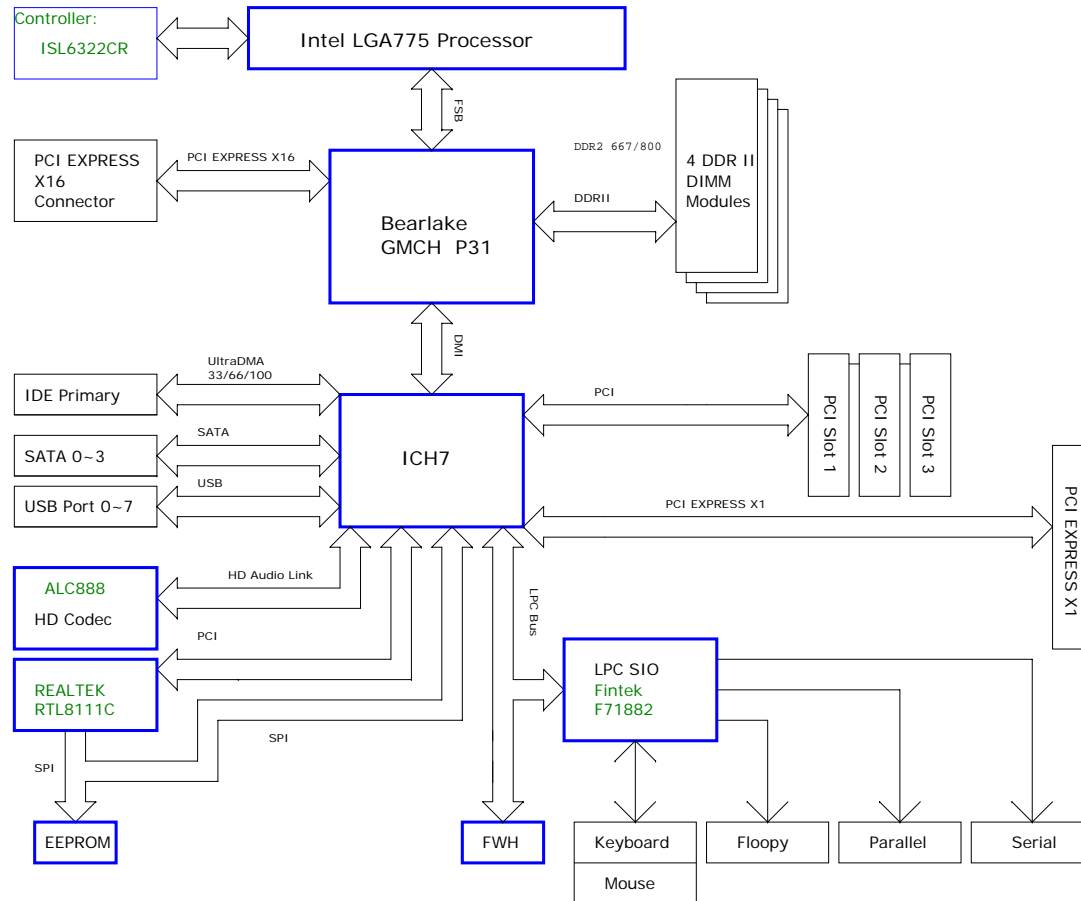 Controller:
ISL6322CR
Intel LGA775 Processor
FSB
PCI EXPRESS
X16
Connector
PCI EXPRESS X16
Bearlake
GMCH P31
DDR2 667/800
DDRII
4 DDR II
DIMM
Modules
DMI
IDE Primary
UltraDMA
33/66/100
SATA 0~3
SATA
USB Port 0~7
USB
ICH7
PCI
PCI Slot 1
PCI Slot 2
PCI Slot 3
PCI EXPRESS X1
PCI EXPRESS X1
ALC888
HD Codec
HD Audio Link
LPC Bus
PCI
REALTEK
RTL8111C
SPI
SPI
LPC SIO
Fintek
F71882
EEPROM
FWH
Keyboard
Mouse
Floopy
Parallel
Serial